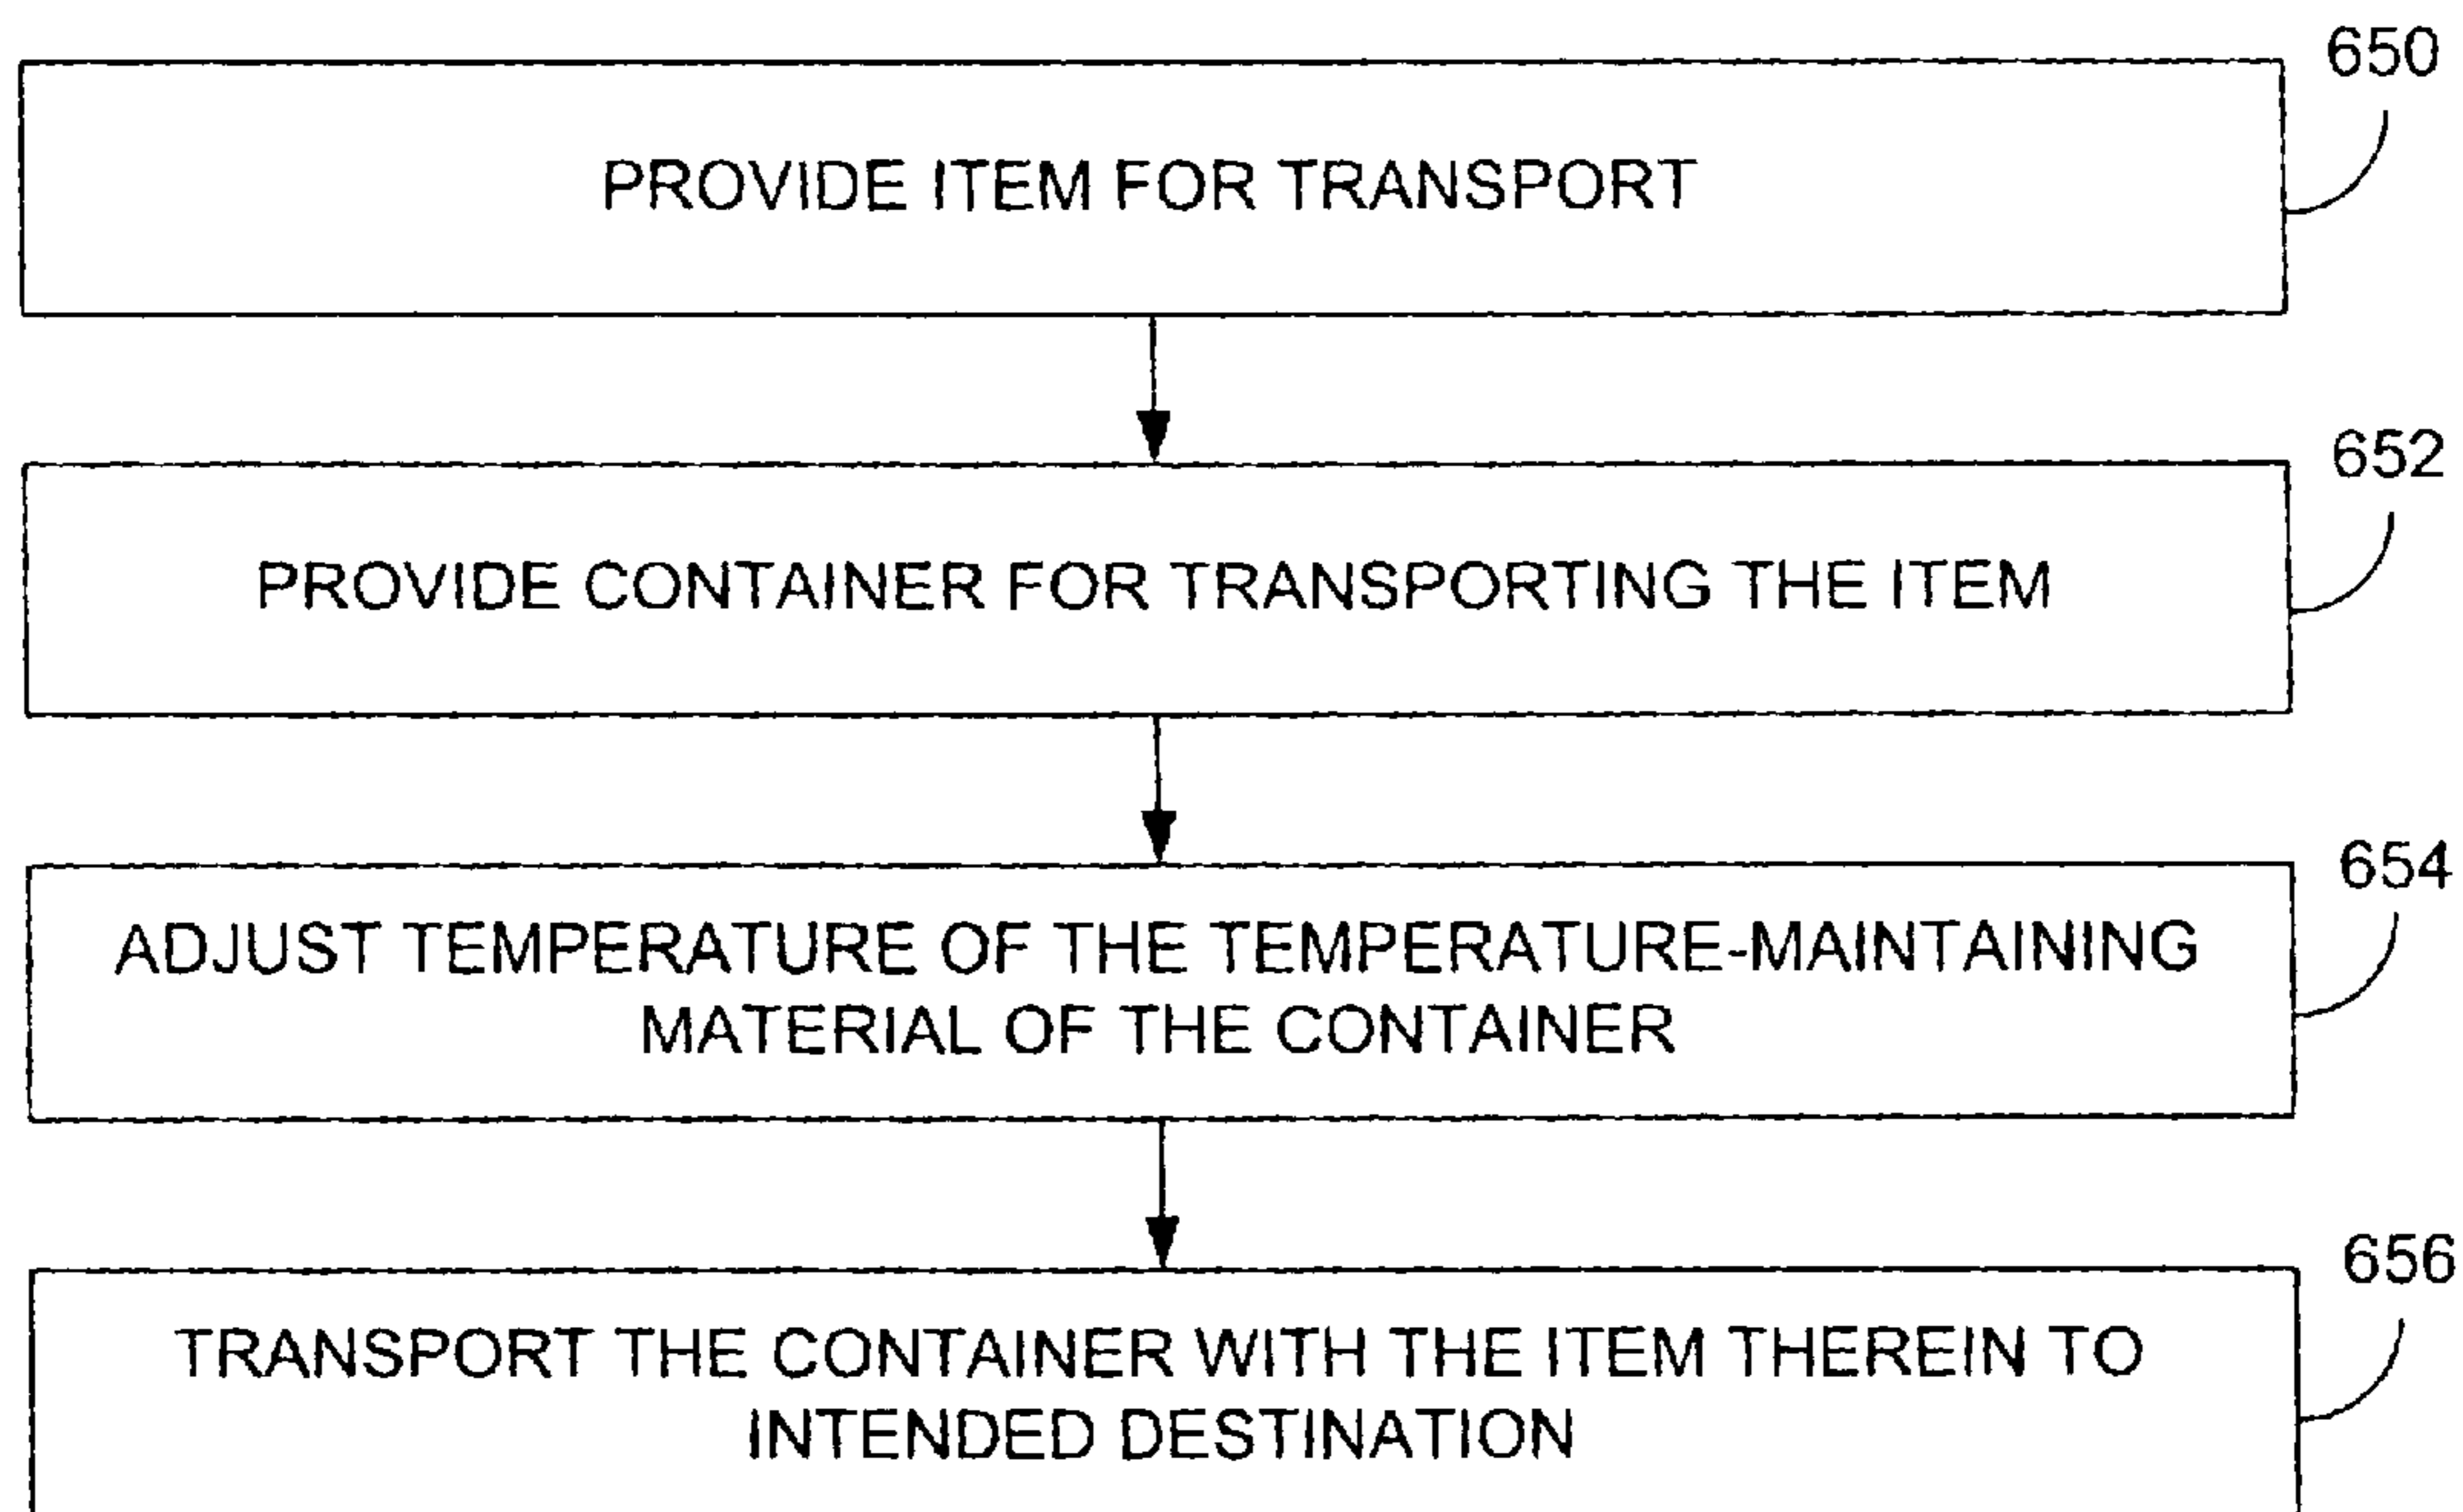 650
PROVIDE ITEM FOR TRANSPORT
652
PROVIDE CONTAINER FOR TRANSPORTING THE ITEM
654
ADJUST TEMPERATURE OF THE TEMPERATURE-MAINTAINING
MATERIAL OF THE CONTAINER
656
TRANSPORT THE CONTAINER WITH THE ITEM THEREIN TO
INTENDED DESTINATION